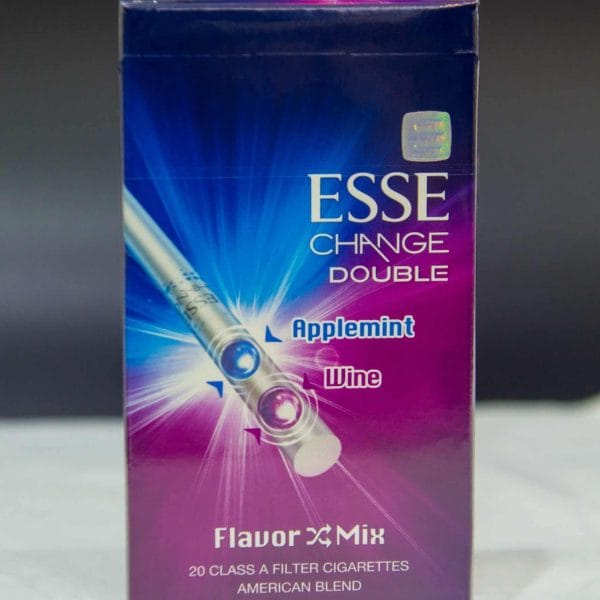 ESSE
CHANGE
DOUBLE
Applemint
Wine
Flavor Mix
20 CLASS A FILTER CIGARETTES
AMERICAN BLEND